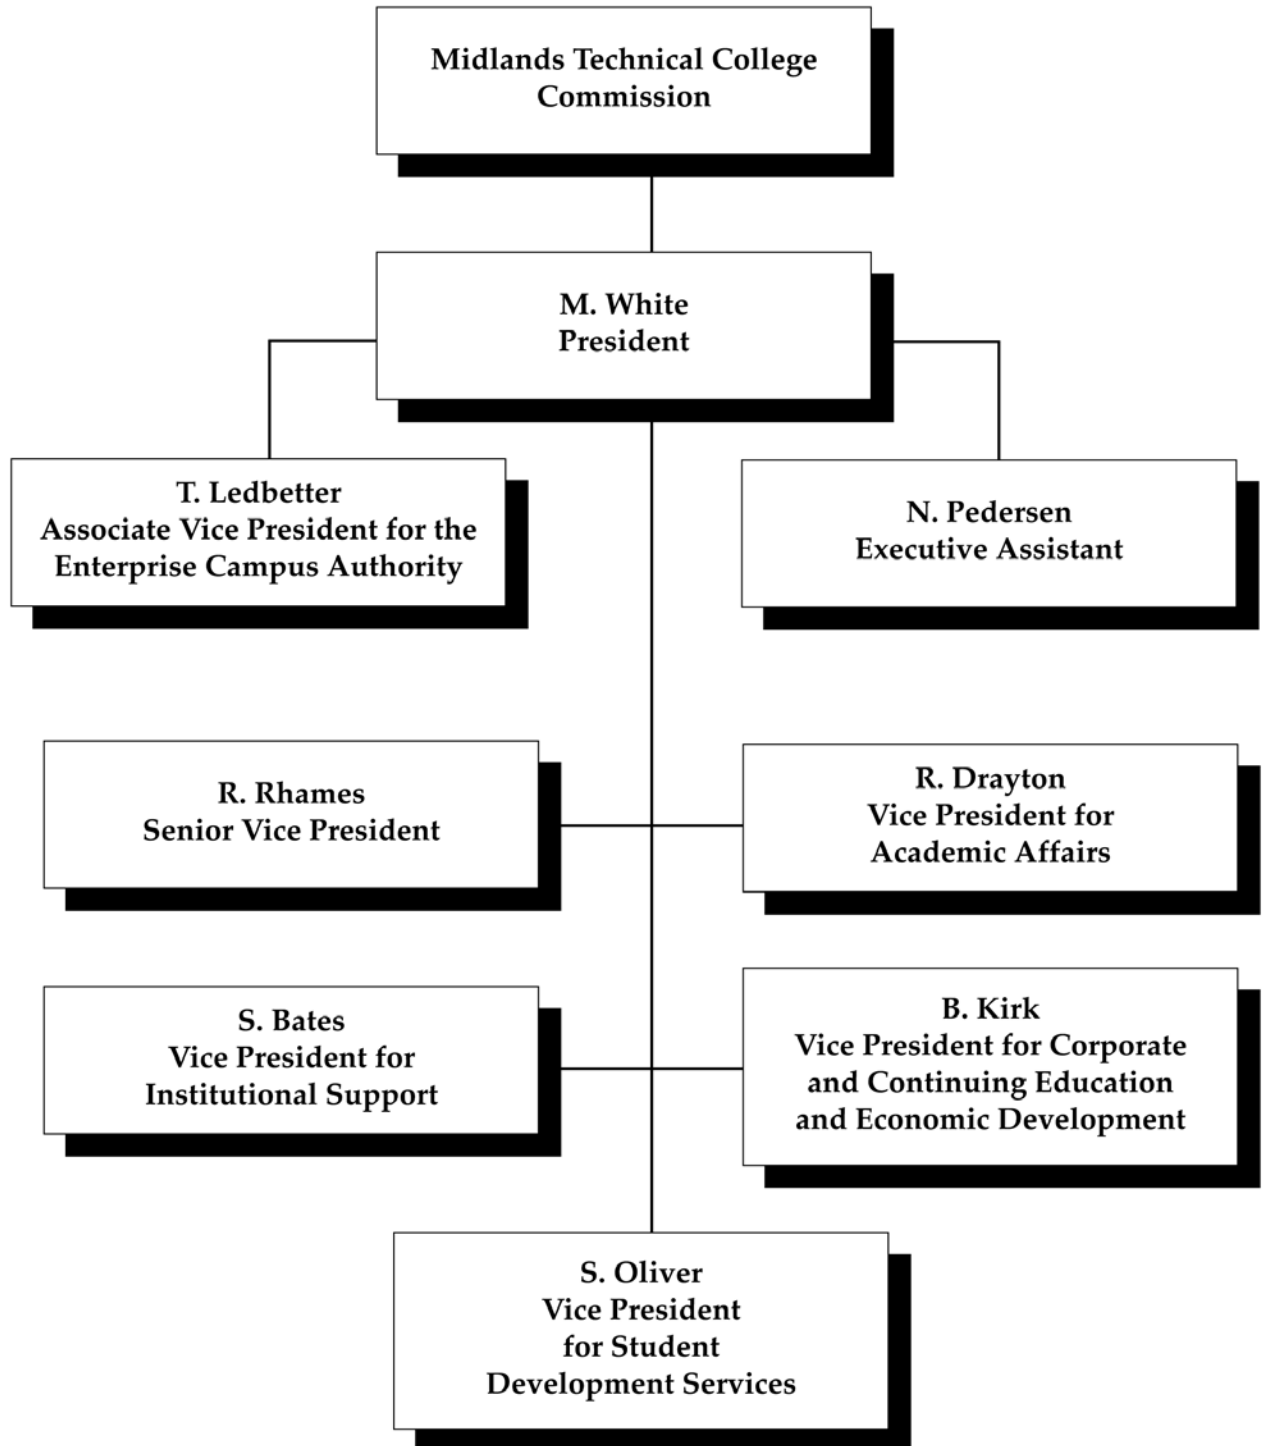 Midlands Technical College
Commission
M. White
President
T. Ledbetter
Associate Vice President for the
Enterprise Campus Authority
N. Pedersen
Executive Assistant
R. Rhames
Senior Vice President
R. Drayton
Vice President for
Academic Affairs
S. Bates
Vice President for
Institutional Support
B. Kirk
Vice President for Corporate
and Continuing Education
and Economic Development
S. Oliver
Vice President
for Student
Development Services